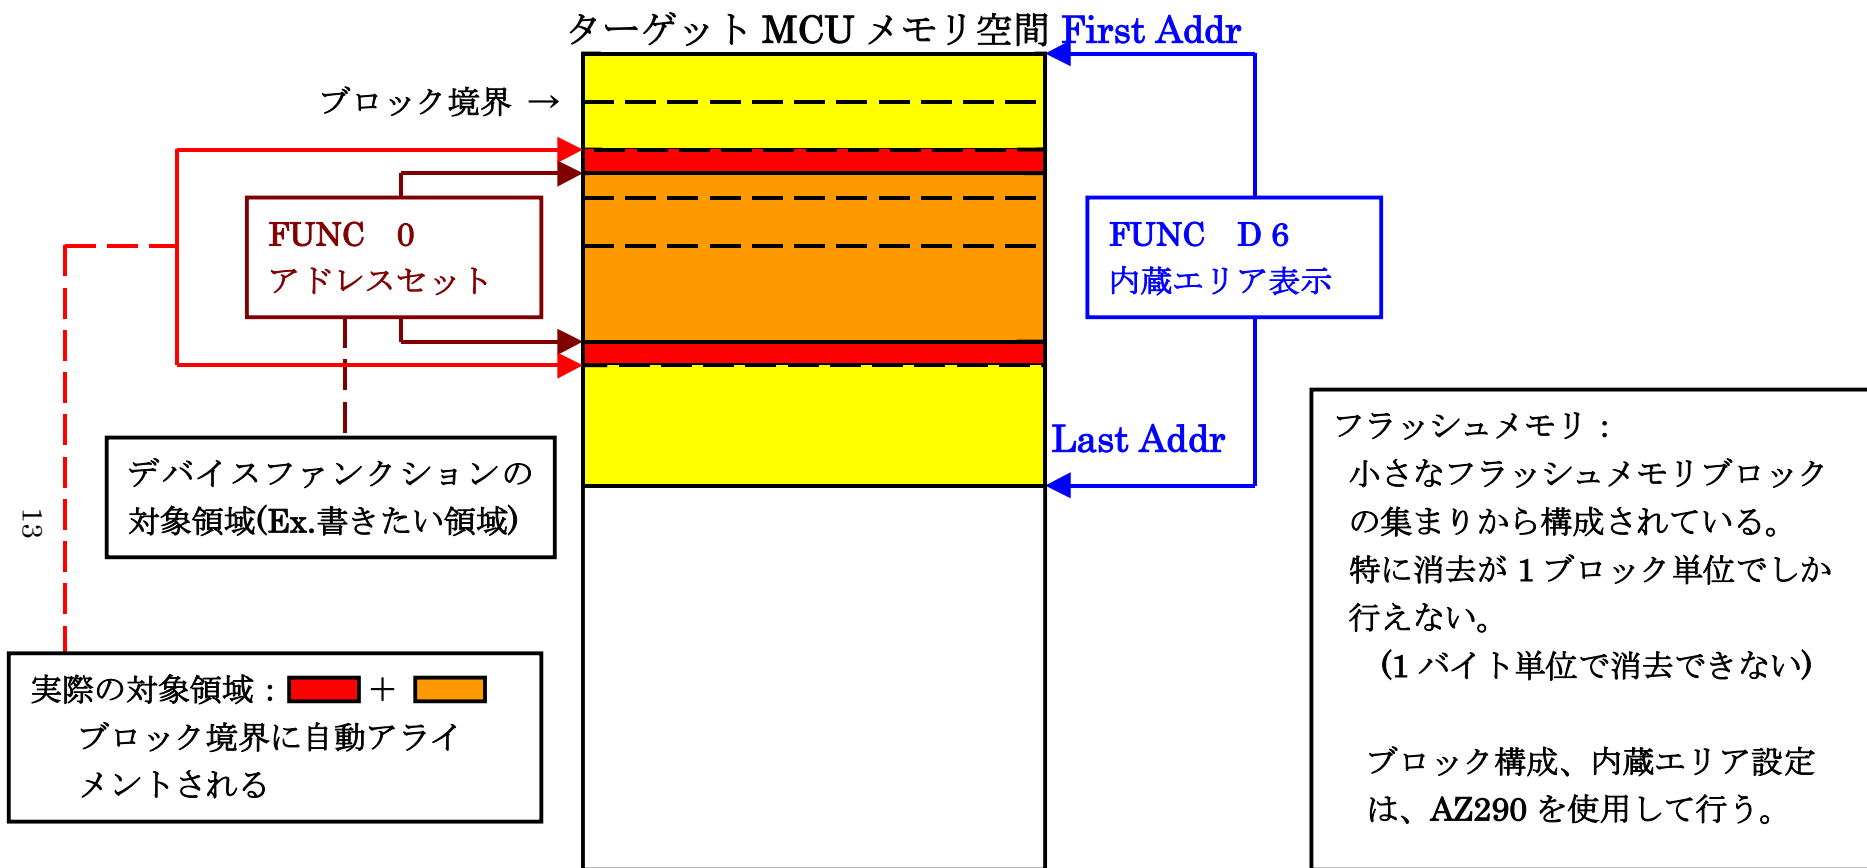 ターゲット MCU メモリ空間
First Addr
ブロック境界 →
FUNC 0
アドレスセット
FUNC D 6
内蔵エリア表示
Last Addr
デバイスファンクションの
対象領域(Ex.書きたい領域)
13
実際の対象領域 : +
ブロック境界に自動アライ
メントされる
フラッシュメモリ :
小さなフラッシュメモリブロック
の集まりから構成されている。
特に消去が 1 ブロック単位でしか
行えない。
(1 バイト単位で消去できない)
ブロック構成、内蔵エリア設定
は、AZ290 を使用して行う。